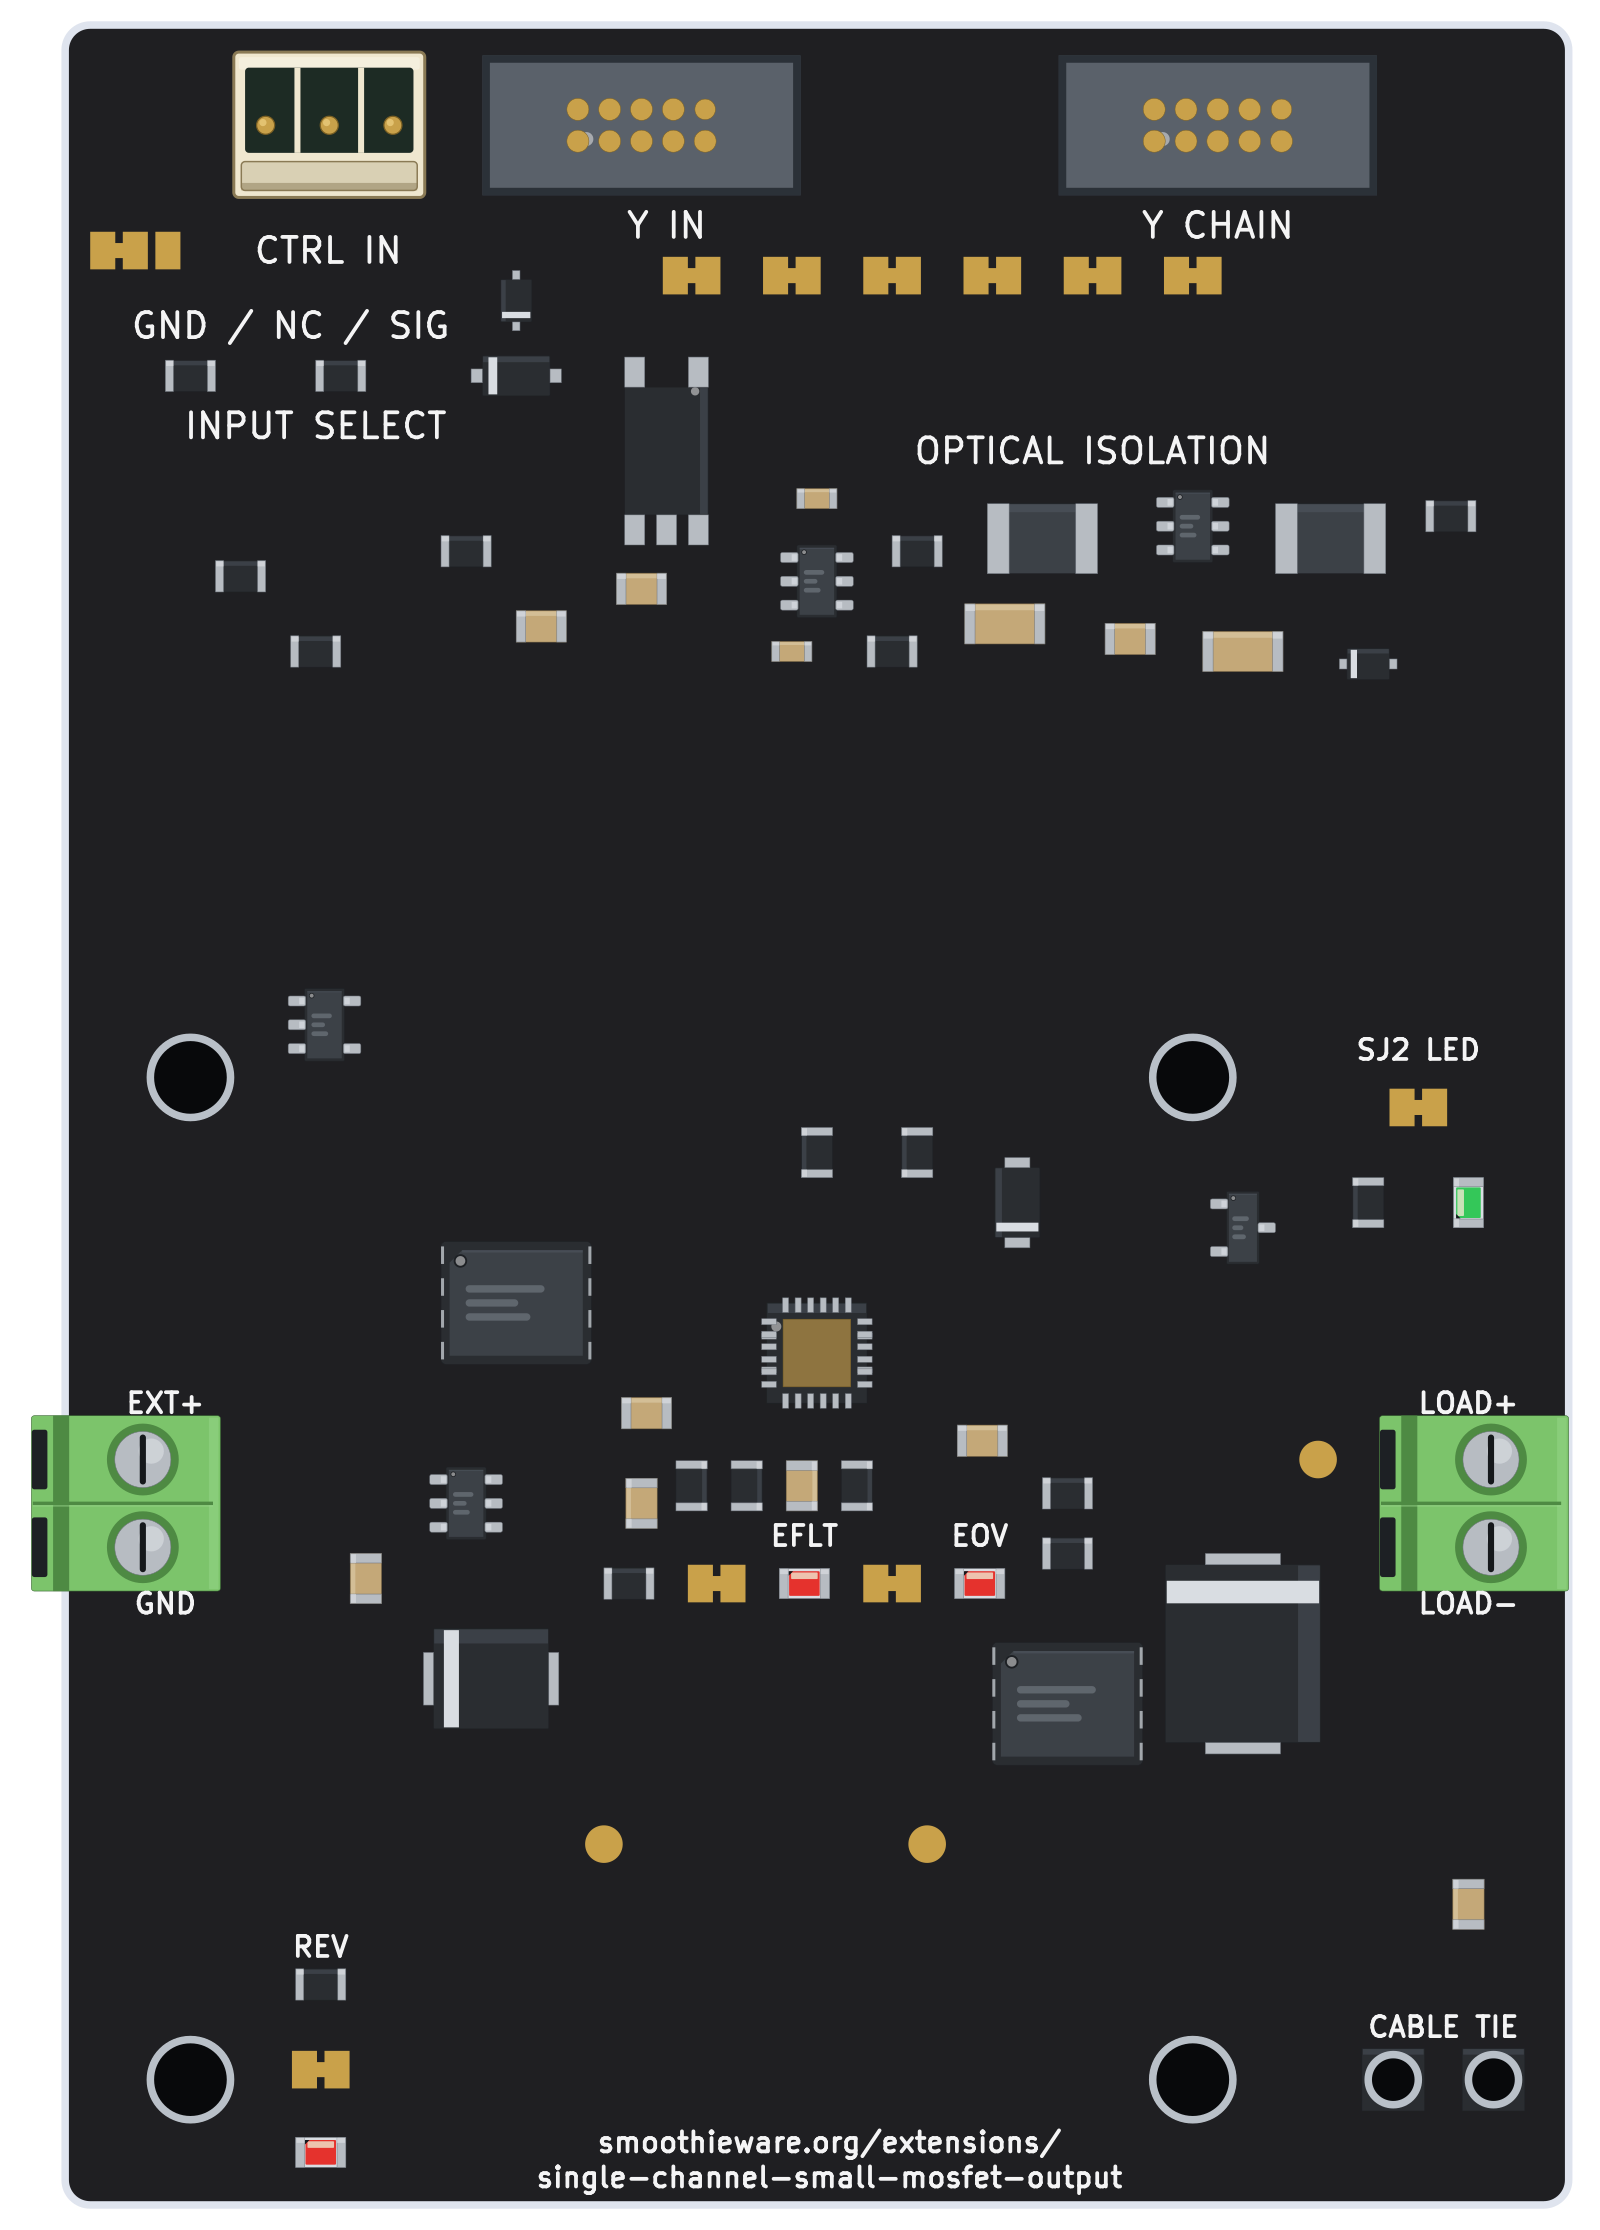 CTRL IN
Y IN
Y CHAIN
GND / NC / SIG
INPUT SELECT
OPTICAL ISOLATION
SJ2 LED
EXT+
LOAD+
EFLT
EOV
GND
LOAD-
REV
CABLE TIE
smoothieware.org/extensions/
single-channel-small-mosfet-output